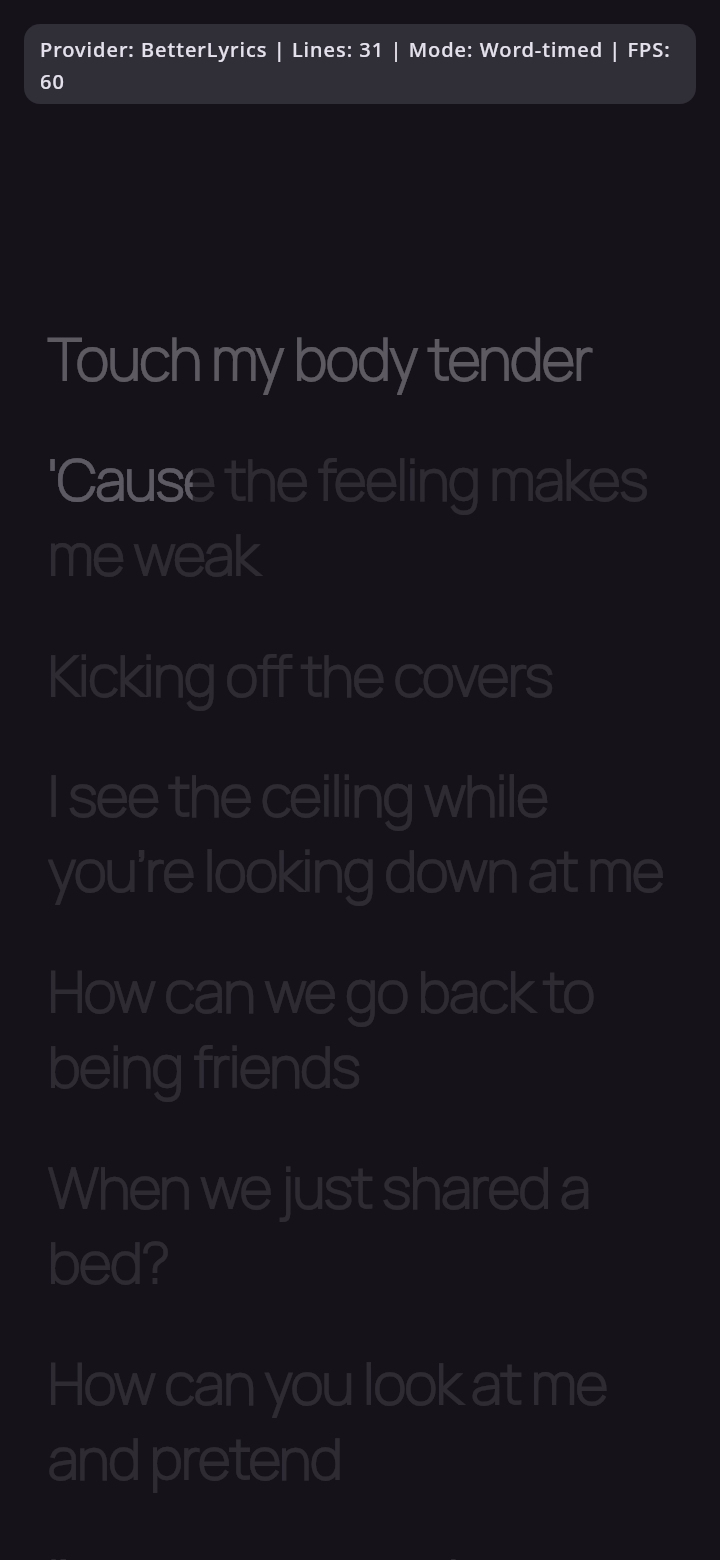 Provider: BetterLyrics | Lines: 31 | Mode: Word-timed | FPS:
60
Touch my body tender
'Cause the feeling makes
me weak
Kicking off the covers
I see the ceiling while
you’re looking down at me
How can we go back to
being friends
When we just shared a
bed?
How can you look at me
and pretend